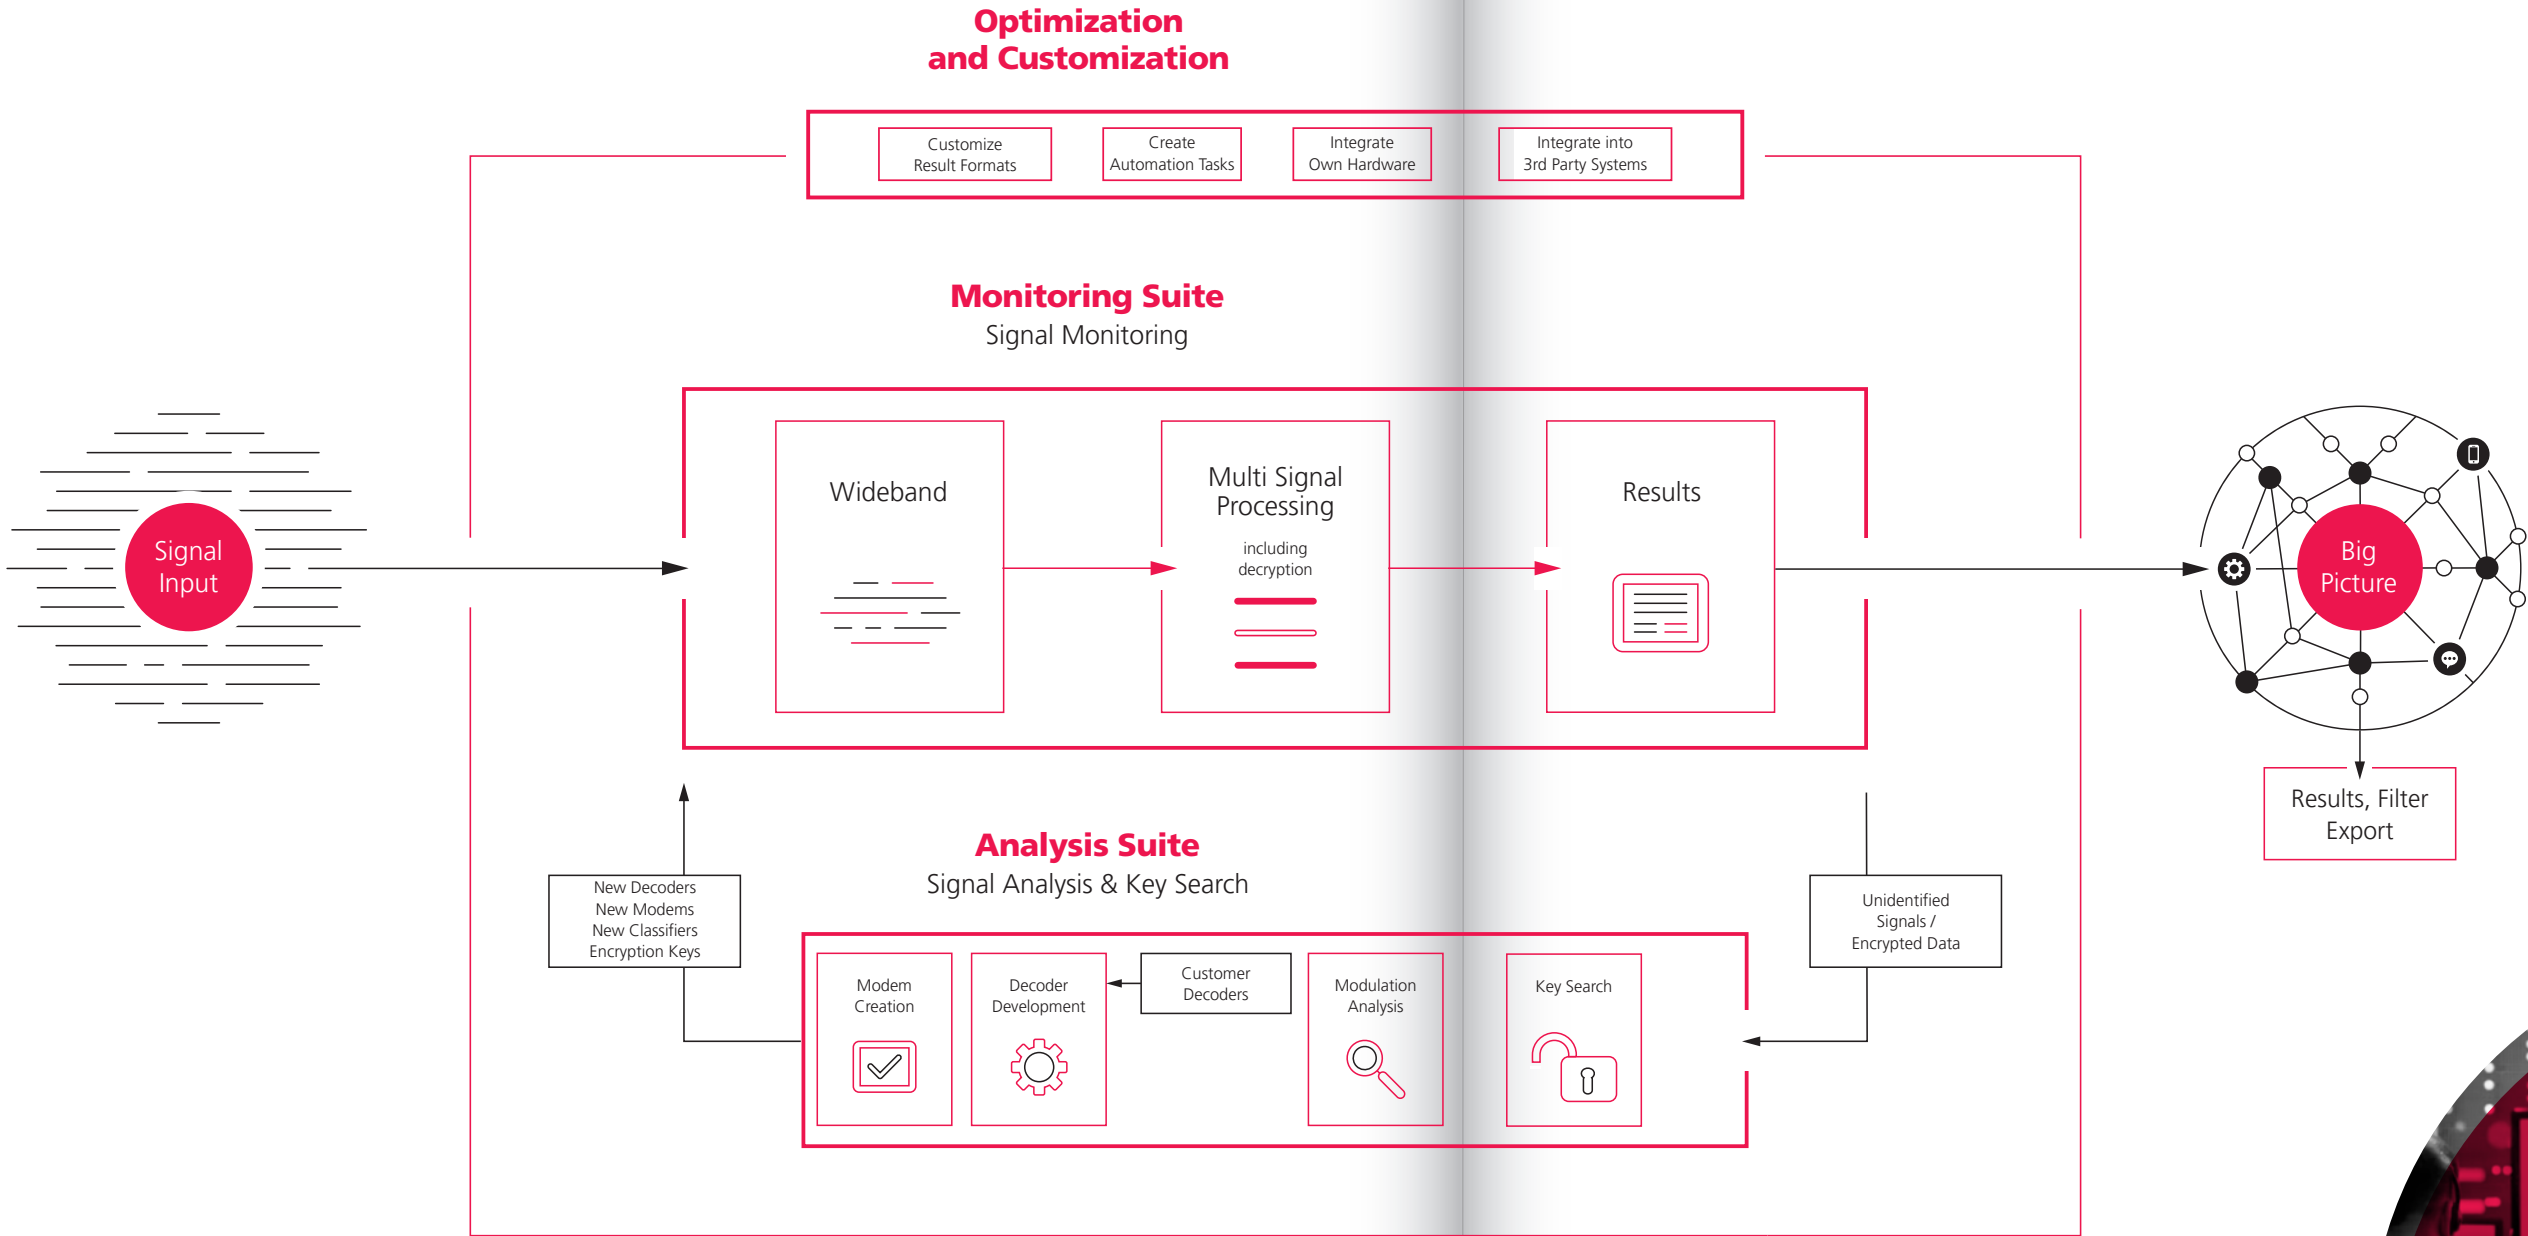 Optimization
and Customization
Customize
Result Formats
Create
Automation Tasks
Integrate
Own Hardware
Integrate into
3rd Party Systems
Monitoring Suite
Signal Monitoring
Signal
Input
Wideband
Multi Signal
Processing
including
decryption
Results
Big
Picture
Results, Filter
Export
Analysis Suite
Signal Analysis & Key Search
New Decoders
New Modems
New Classifiers
Encryption Keys
Unidentified
Signals /
Encrypted Data
Modem
Creation
Decoder
Development
Customer
Decoders
Modulation
Analysis
Key Search